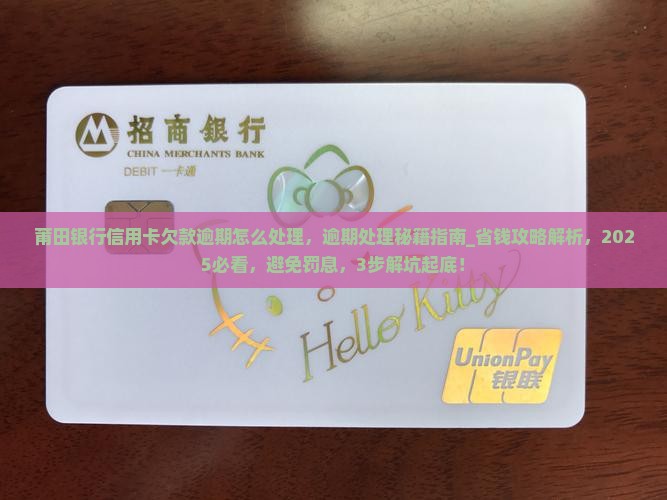 招商銀行
CHINA MERCHANTS BANK
DEBIT 一卡通
莆田银行信用卡欠款逾期怎么处理，逾期处理秘籍指南_省钱攻略解析，202
5必看，避免罚息，3步解坑起底！
Hello Kitty
UnionPay
银联